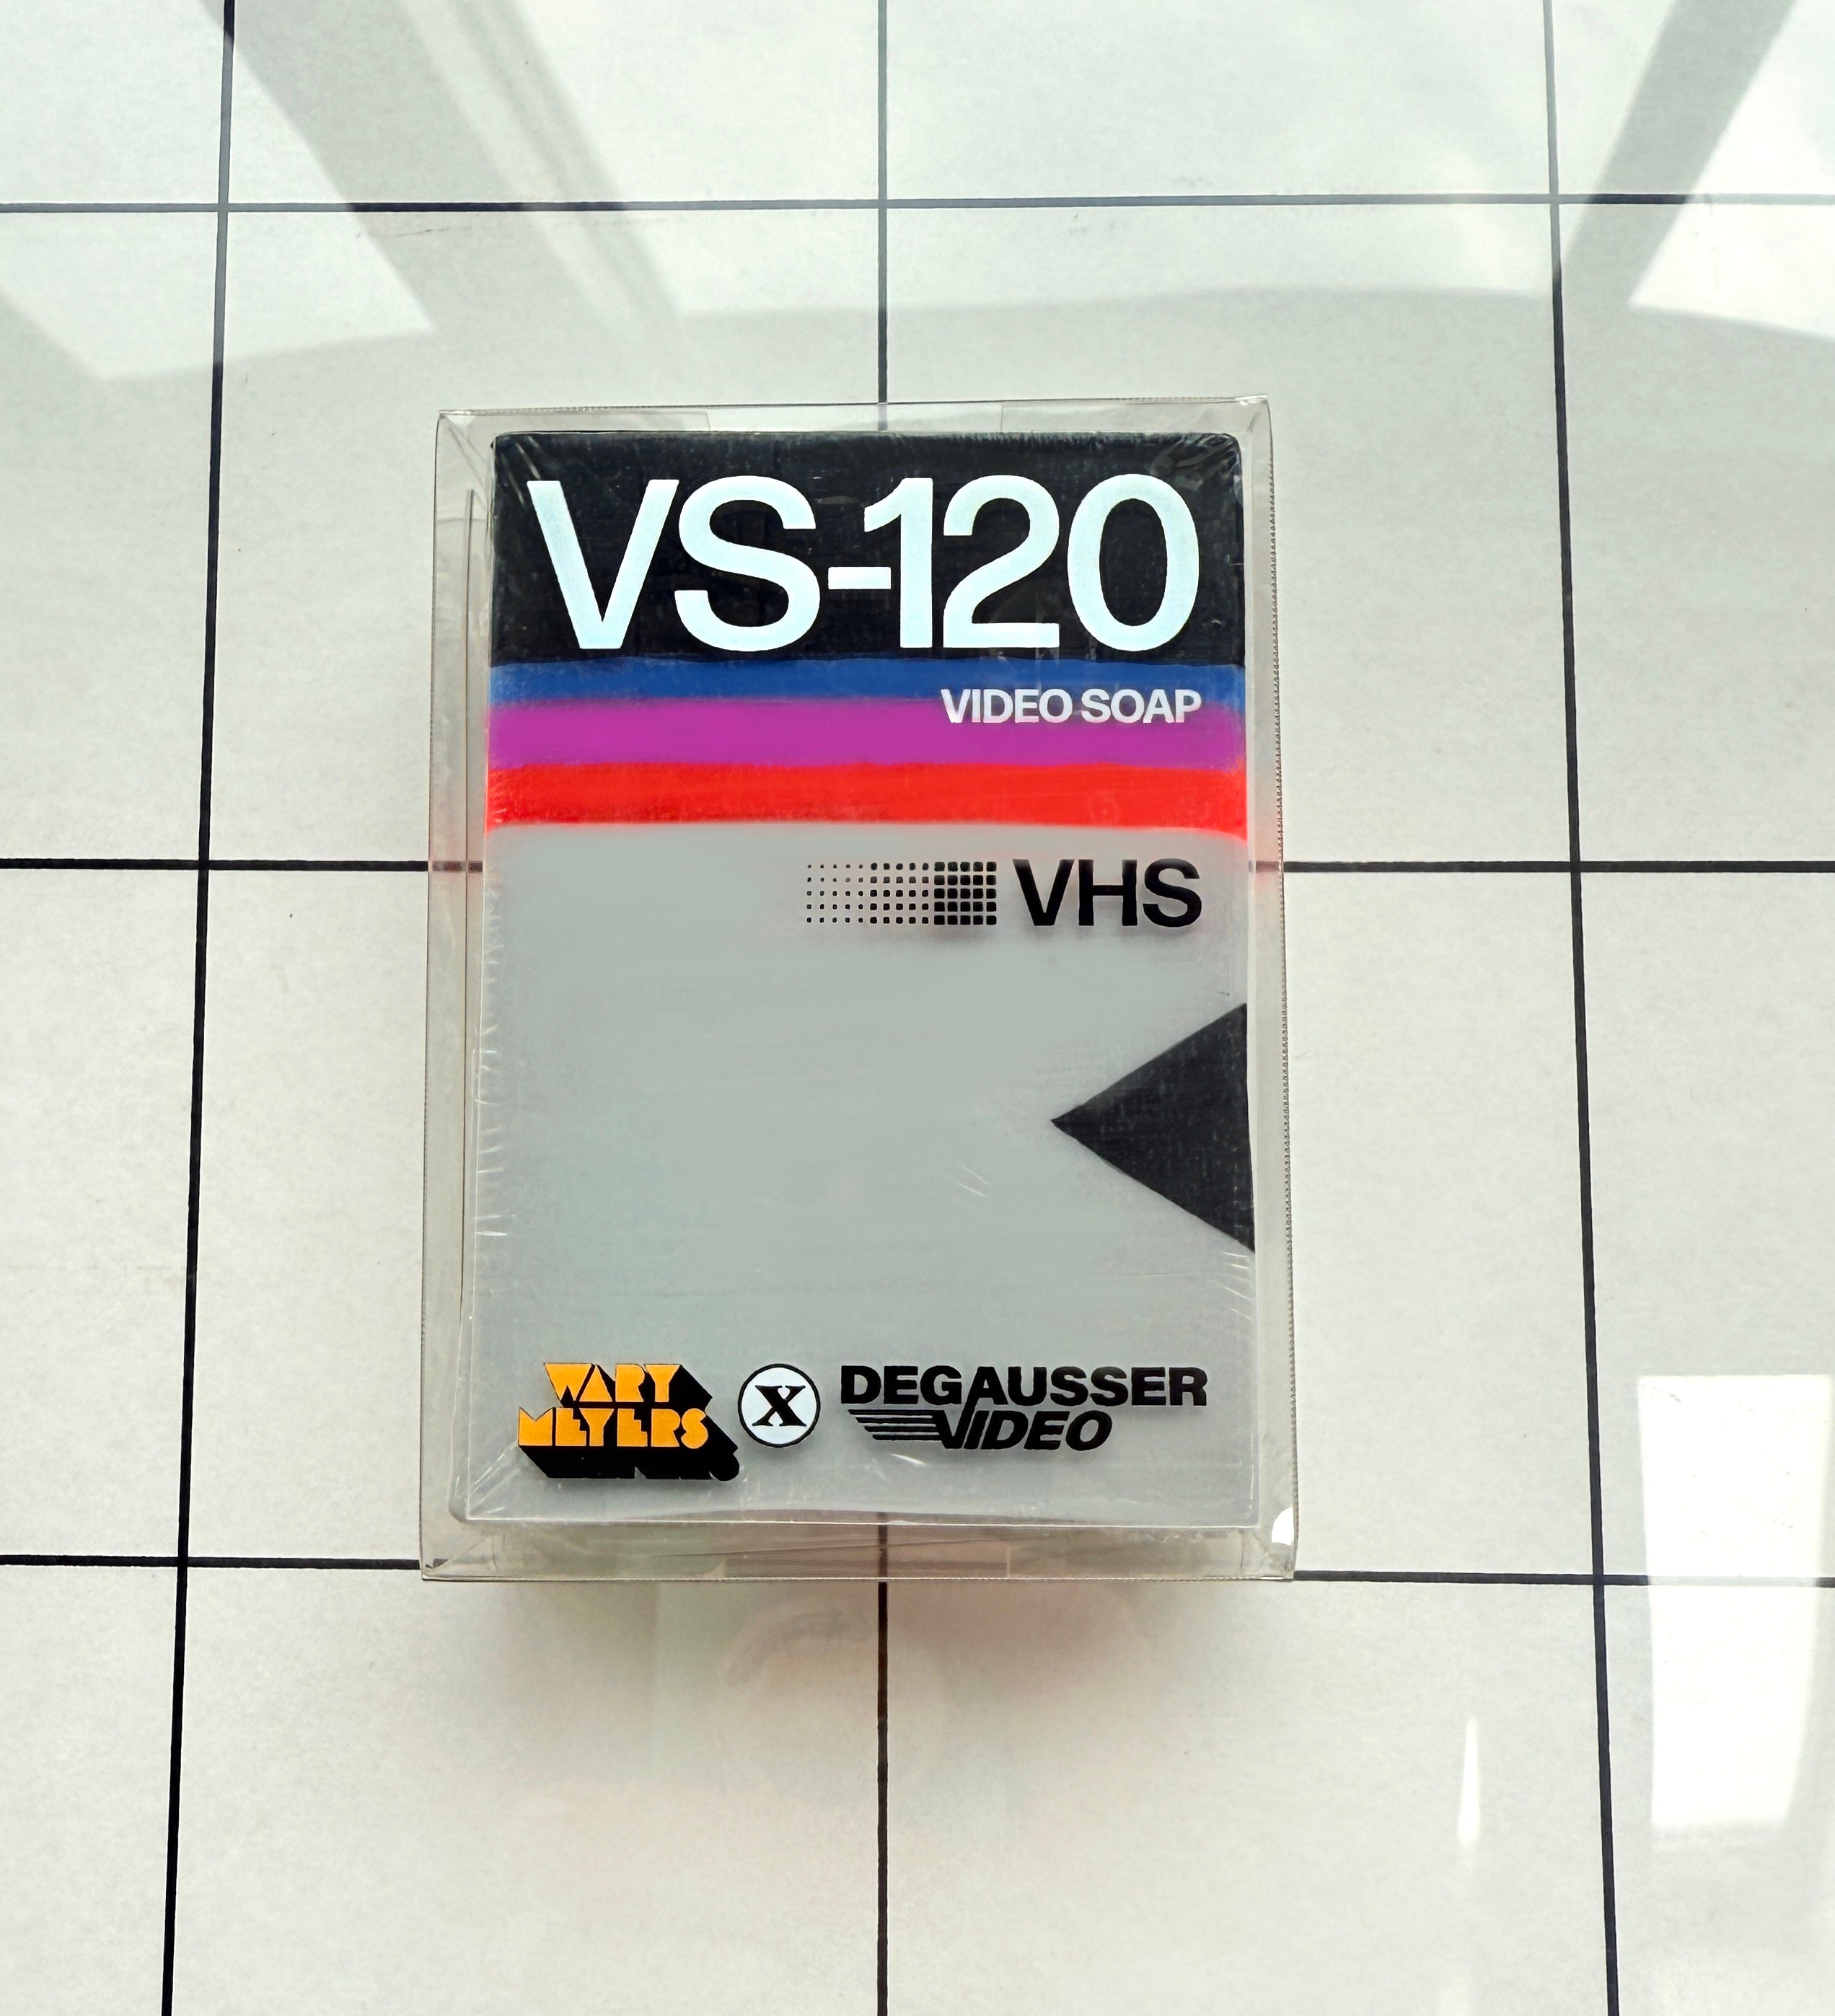 VS-120
VIDEO SOAP
VHS
WARY
MEYERS
X
DEGAUSSER
VIDEO